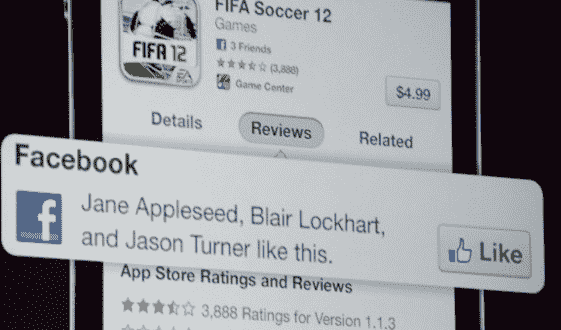 FIFA Soccer 12
Games
FIFA 12
EA
3 Friends
(3,888)
Game Center
$4.99
Details
Reviews
Related
Facebook
Jane Appleseed, Blair Lockhart,
and Jason Turner like this.
Like
App Store Ratings and Reviews
3,888 Ratings for Version 1.1.3